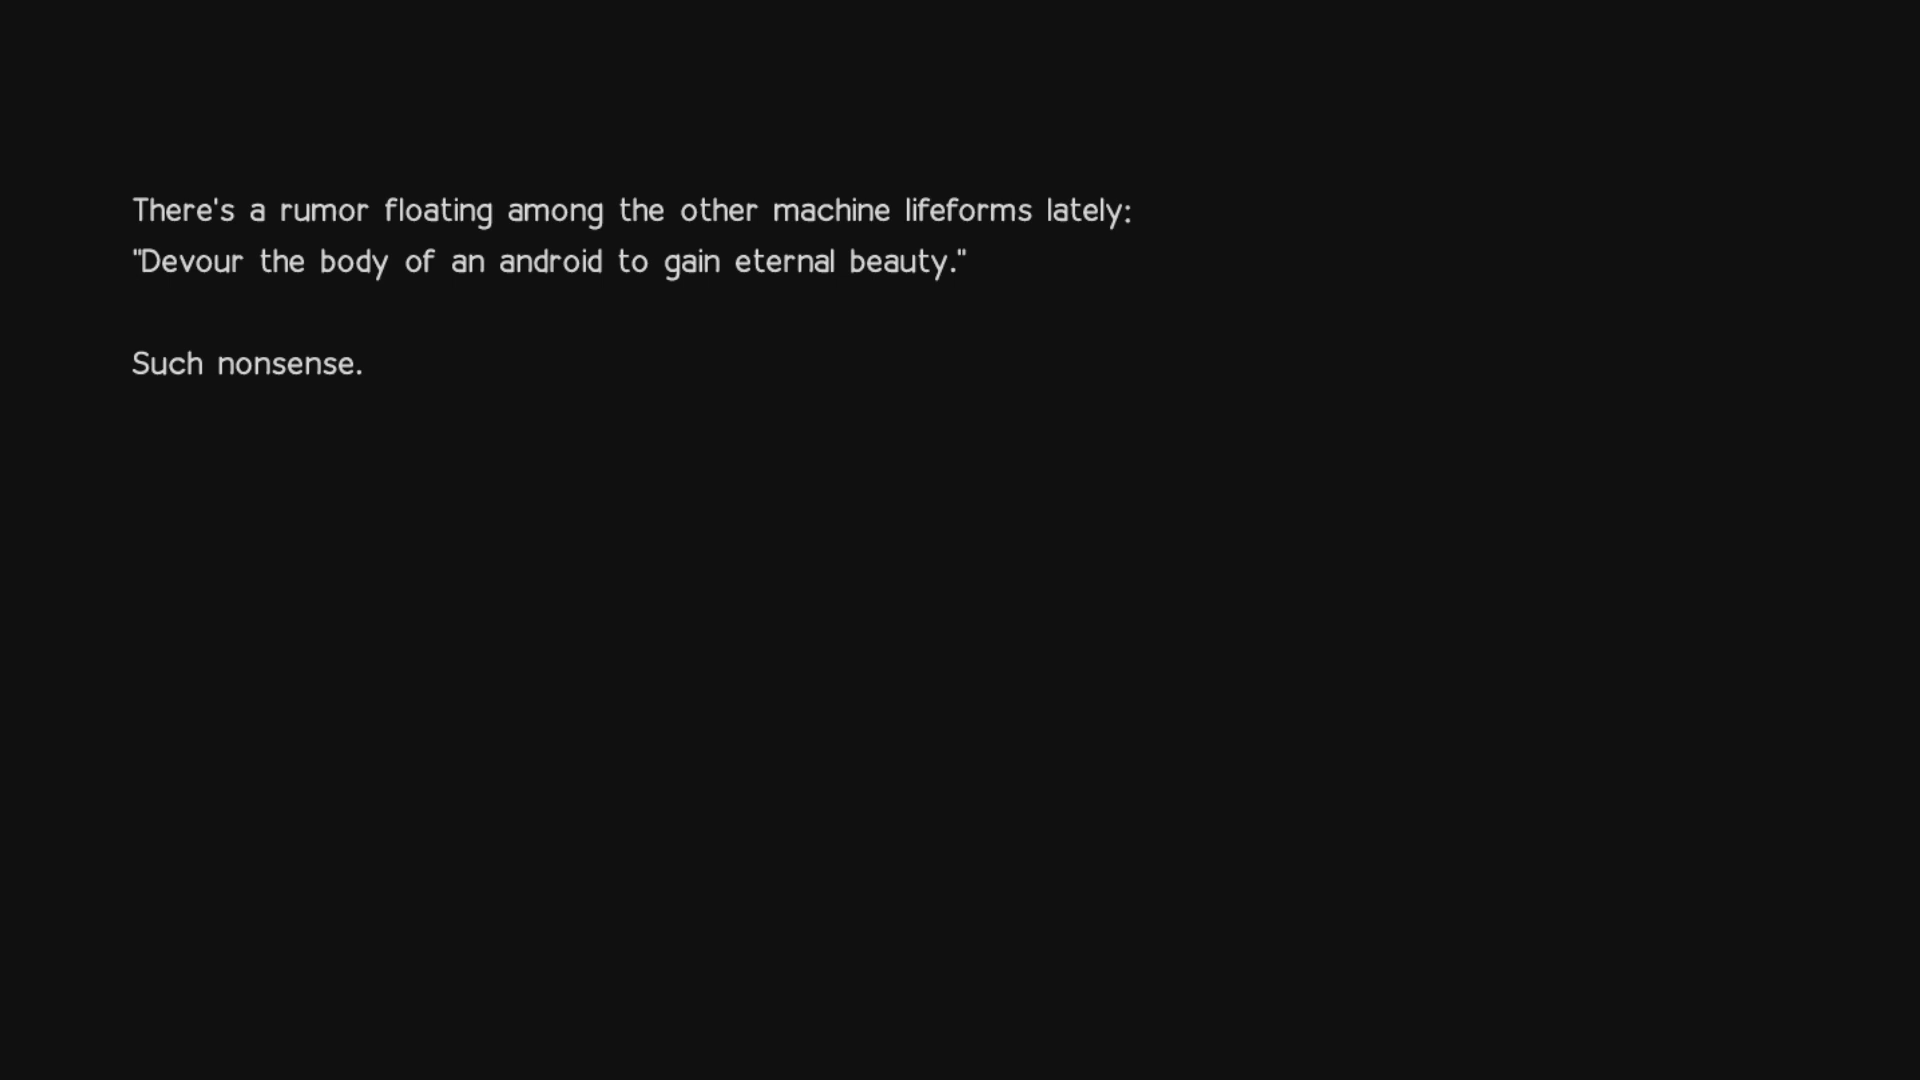 There's a rumor floating among the other machine lifeforms lately:
"Devour the body of an android to gain eternal beauty."
Such nonsense.